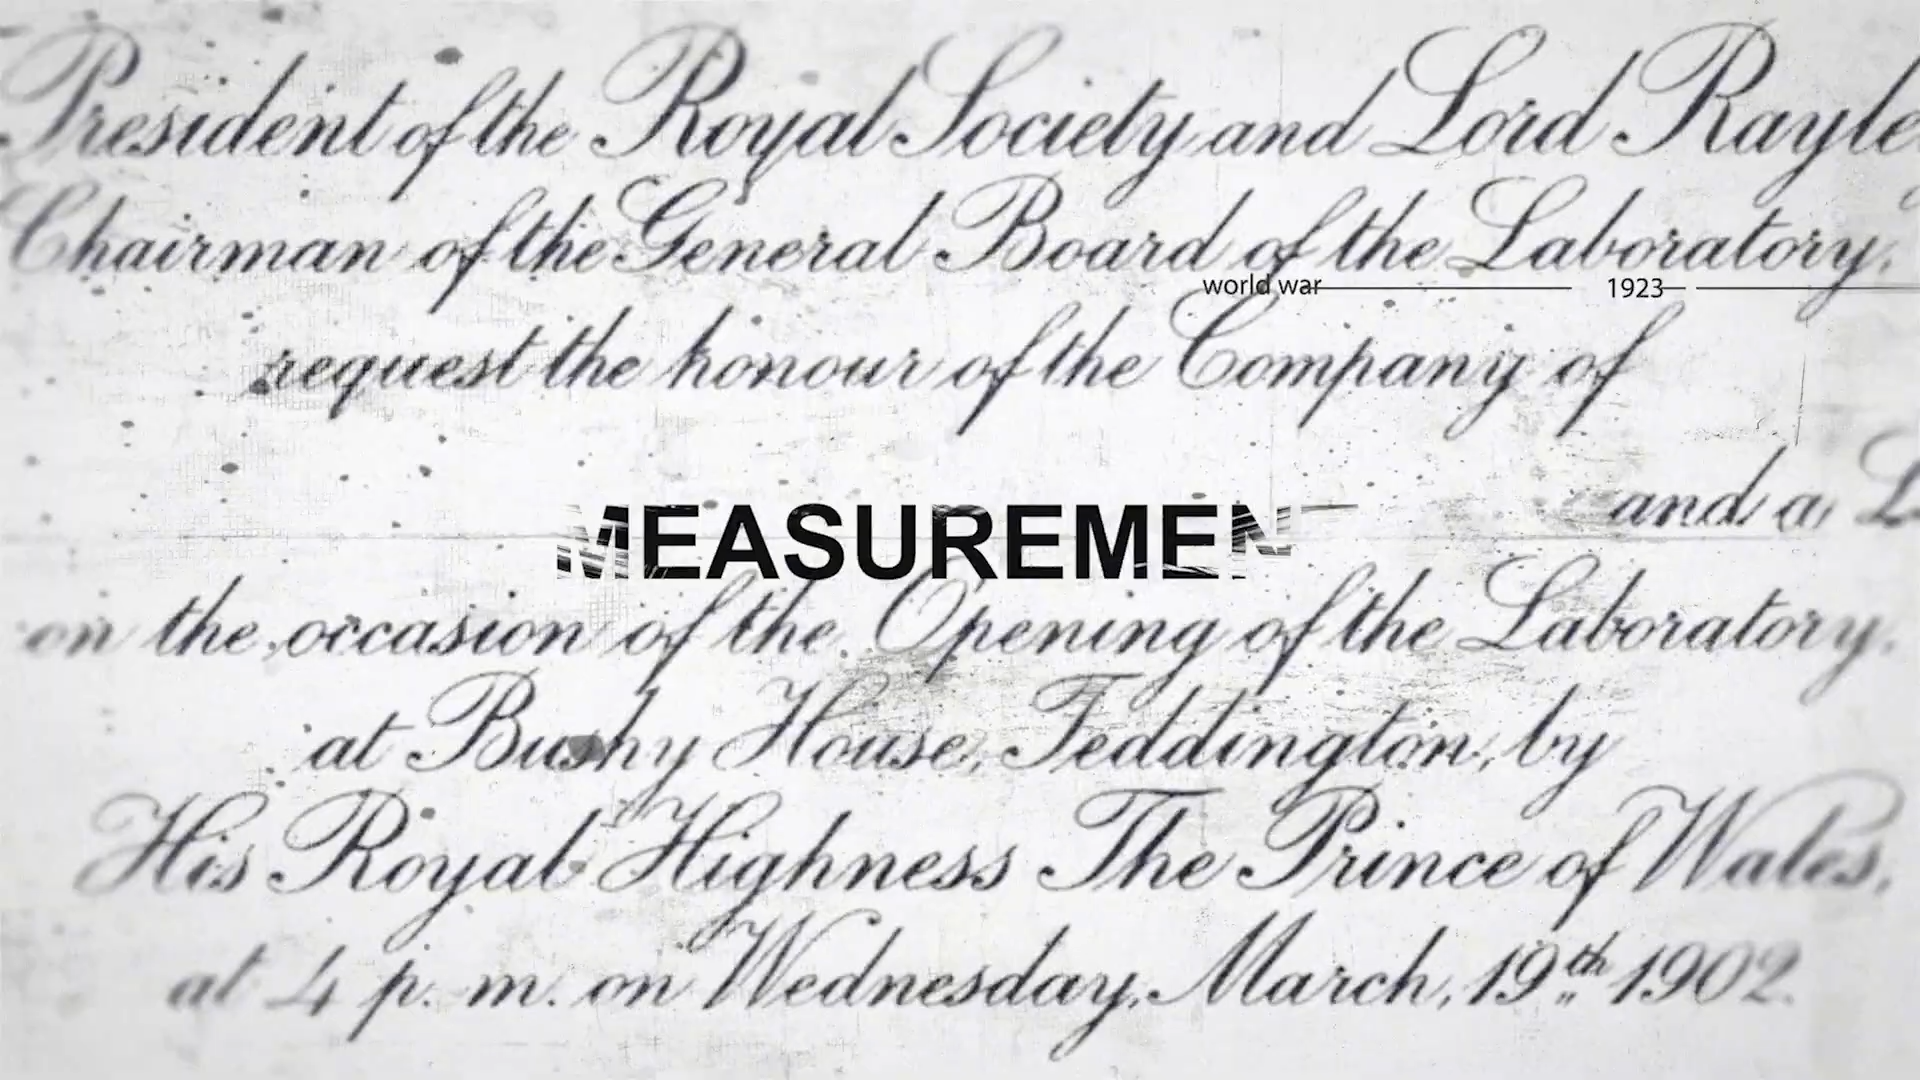 President of the Royal Society and Lord Rayle
Chairman of the General Board of the Laboratory,
world war 1923
request the honour of the Company of
and a L
MEASUREMEN
on the occasion of the Opening of the Laboratory,
at Bushy House, Teddington, by
His Royal Highness The Prince of Wales,
at 4 p. m. on Wednesday, March, 19th 1902.